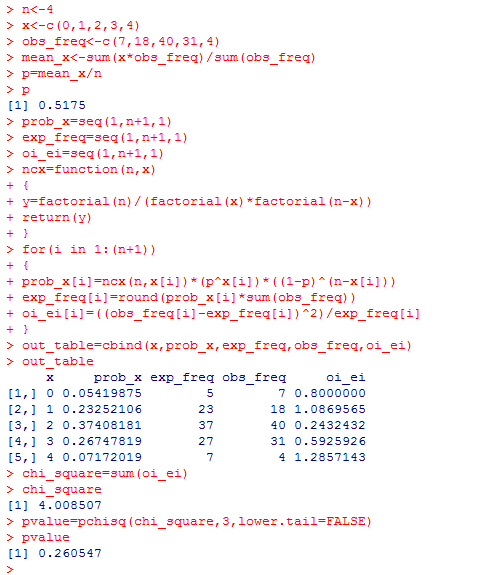 > n<-4
> x<-c(0,1,2,3,4)
> obs_freq<-c(7,18,40,31,4)
> mean_x<-sum(x*obs_freq)/sum(obs_freq)
> p=mean_x/n
> p
[1] 0.5175
> prob_x=seq(1,n+1,1)
> exp_freq=seq(1,n+1,1)
> oi_ei=seq(1,n+1,1)
> ncx=function(n,x)
+ {
+ y=factorial(n)/(factorial(x)*factorial(n-x))
+ return(y)
+ }
> for(i in 1:(n+1))
+ {
+ prob_x[i]=ncx(n,x[i])*(p^x[i])*((1-p)^(n-x[i]))
+ exp_freq[i]=round(prob_x[i]*sum(obs_freq))
+ oi_ei[i]=((obs_freq[i]-exp_freq[i])^2)/exp_freq[i]
+ }
> out_table=cbind(x,prob_x,exp_freq,obs_freq,oi_ei)
> out_table
     x     prob_x exp_freq obs_freq     oi_ei
[1,] 0 0.05419875        5        7 0.8000000
[2,] 1 0.23252106       23       18 1.0869565
[3,] 2 0.37408181       37       40 0.2432432
[4,] 3 0.26747819       27       31 0.5925926
[5,] 4 0.07172019        7        4 1.2857143
> chi_square=sum(oi_ei)
> chi_square
[1] 4.008507
> pvalue=pchisq(chi_square,3,lower.tail=FALSE)
> pvalue
[1] 0.260547
>